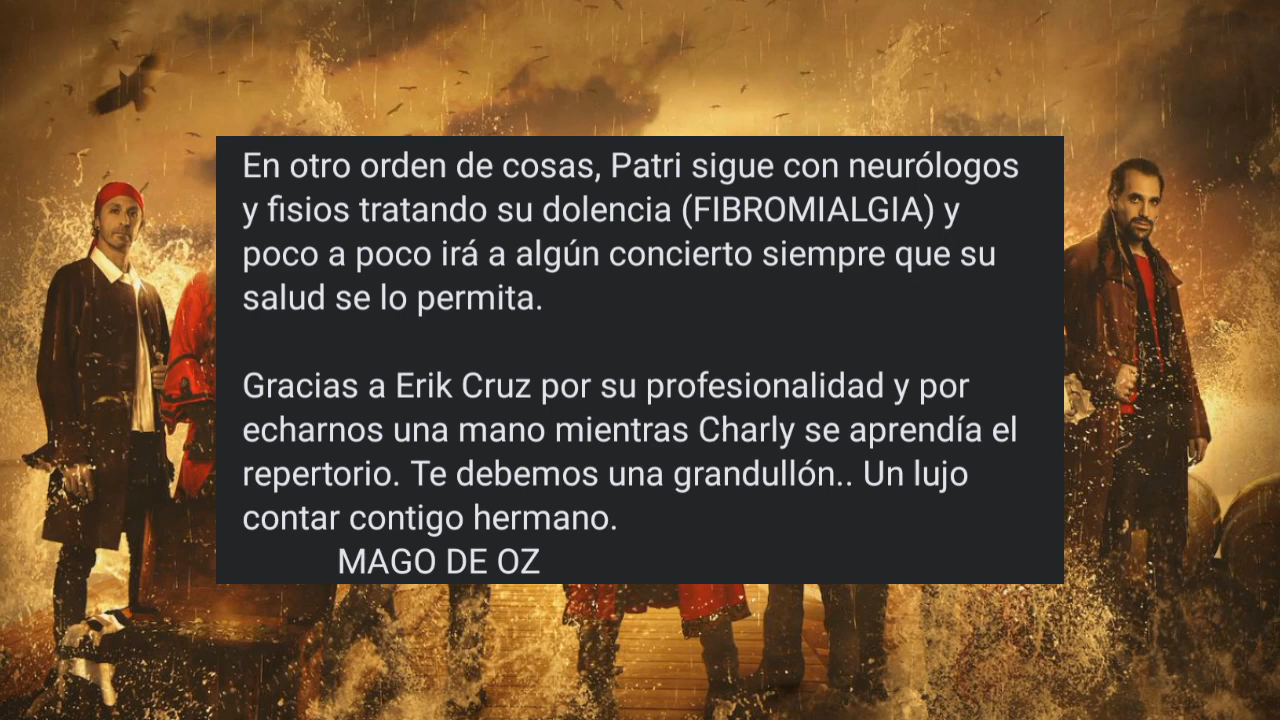 En otro orden de cosas, Patri sigue con neurólogos
y fisios tratando su dolencia (FIBROMIALGIA) y
poco a poco irá a algún concierto siempre que su
salud se lo permita.
Gracias a Erik Cruz por su profesionalidad y por
echarnos una mano mientras Charly se aprendía el
repertorio. Te debemos una grandullón.. Un lujo
contar contigo hermano.
MAGO DE OZ